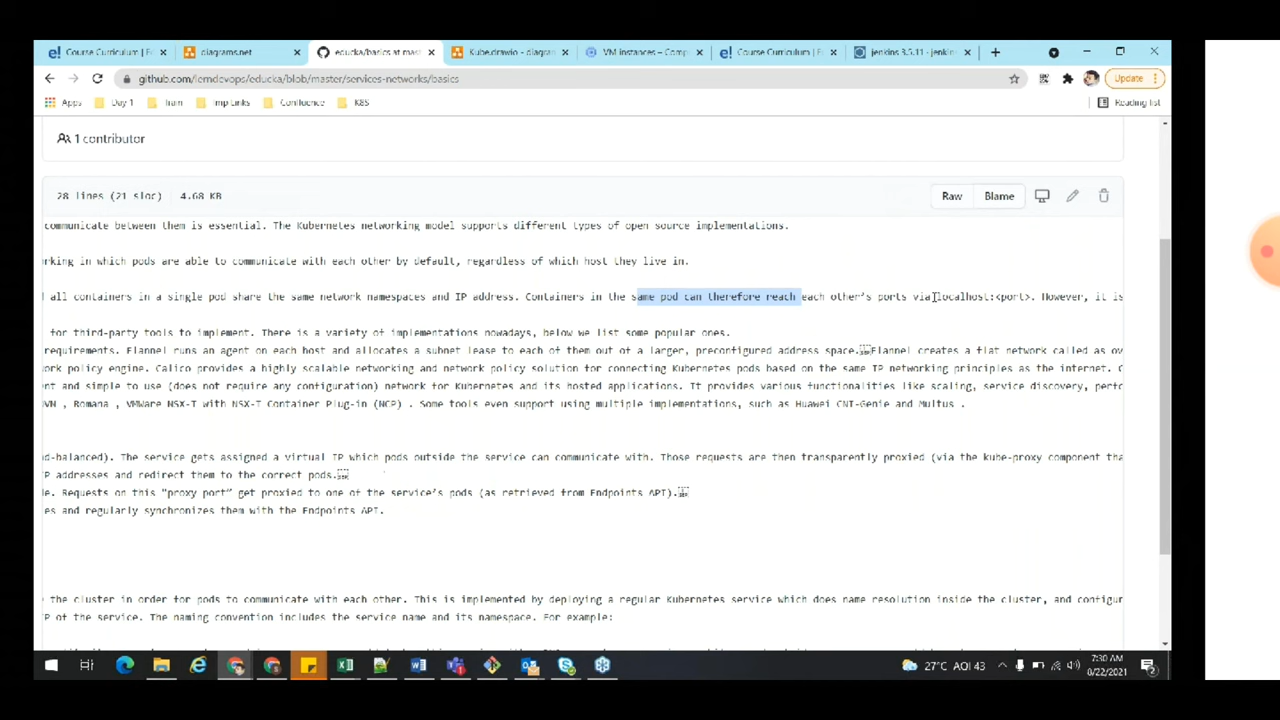 Course Curriculum | E
diagrams.net
educka/basics at mas
Kube.drawio - diagran
VM instances – Comp
Course Curriculum | E
jenkins 3.5.11 · jenkin
github.com/lerndevops/educka/blob/master/services-networks/basics
Update
Apps
Day 1
Train
Imp Links
Confluence
K8S
Reading list
1 contributor
28 lines (21 sloc)
4.68 KB
Raw
Blame
communicate between them is essential. The Kubernetes networking model supports different types of open source implementations.
rking in which pods are able to communicate with each other by default, regardless of which host they live in.
all containers in a single pod share the same network namespaces and IP address. Containers in the same pod can therefore reach each other's ports via localhost:<port>. However, it is
for third-party tools to implement. There is a variety of implementations nowadays, below we list some popular ones.
requirements. Flannel runs an agent on each host and allocates a subnet lease to each of them out of a larger, preconfigured address space. Flannel creates a flat network called as ov
ork policy engine. Calico provides a highly scalable networking and network policy solution for connecting Kubernetes pods based on the same IP networking principles as the internet. C
ent and simple to use (does not require any configuration) network for Kubernetes and its hosted applications. It provides various functionalities like scaling, service discovery, perfo
OVN , Romana , VMWare NSX-T with NSX-T Container Plug-in (NCP) . Some tools even support using multiple implementations, such as Huawei CNI-Genie and Multus .
ad-balanced). The service gets assigned a virtual IP which pods outside the service can communicate with. Those requests are then transparently proxied (via the kube-proxy component tha
IP addresses and redirect them to the correct pods.
de. Requests on this "proxy port" get proxied to one of the service's pods (as retrieved from Endpoints API).
es and regularly synchronizes them with the Endpoints API.
the cluster in order for pods to communicate with each other. This is implemented by deploying a regular Kubernetes service which does name resolution inside the cluster, and configur
P of the service. The naming convention includes the service name and its namespace. For example:
27°C AQI 43
7:30 AM
8/22/2021